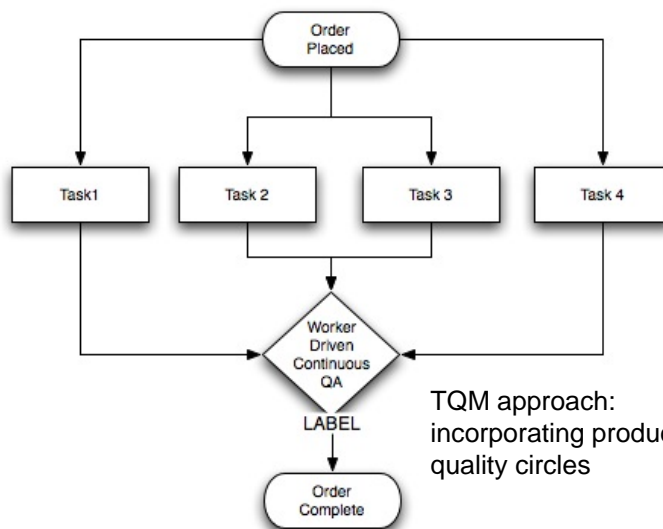 Order
Placed
Task1
Task 2
Task 3
Task 4
Worker
Driven
Continuous
QA
LABEL
TQM approach:
incorporating
quality circles
Order
Complete